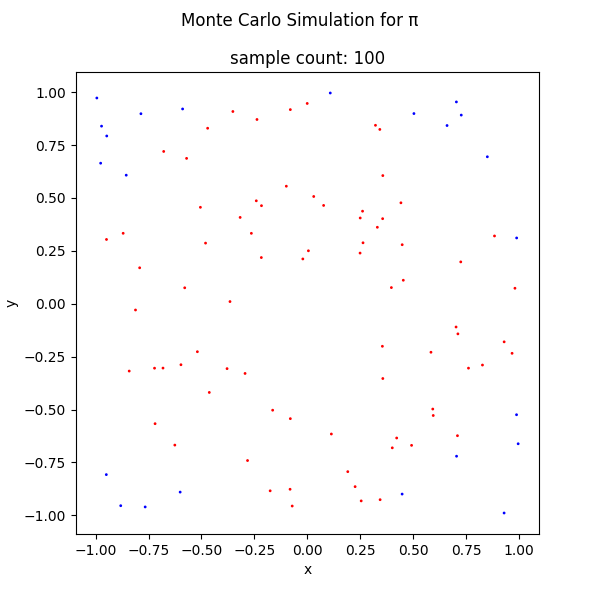 Monte Carlo Simulation for π
sample count: 100
1.00
0.75
0.50
0.25
0.00
−0.25
−0.50
−0.75
−1.00
y
−1.00 −0.75 −0.50 −0.25 0.00 0.25 0.50 0.75 1.00
x